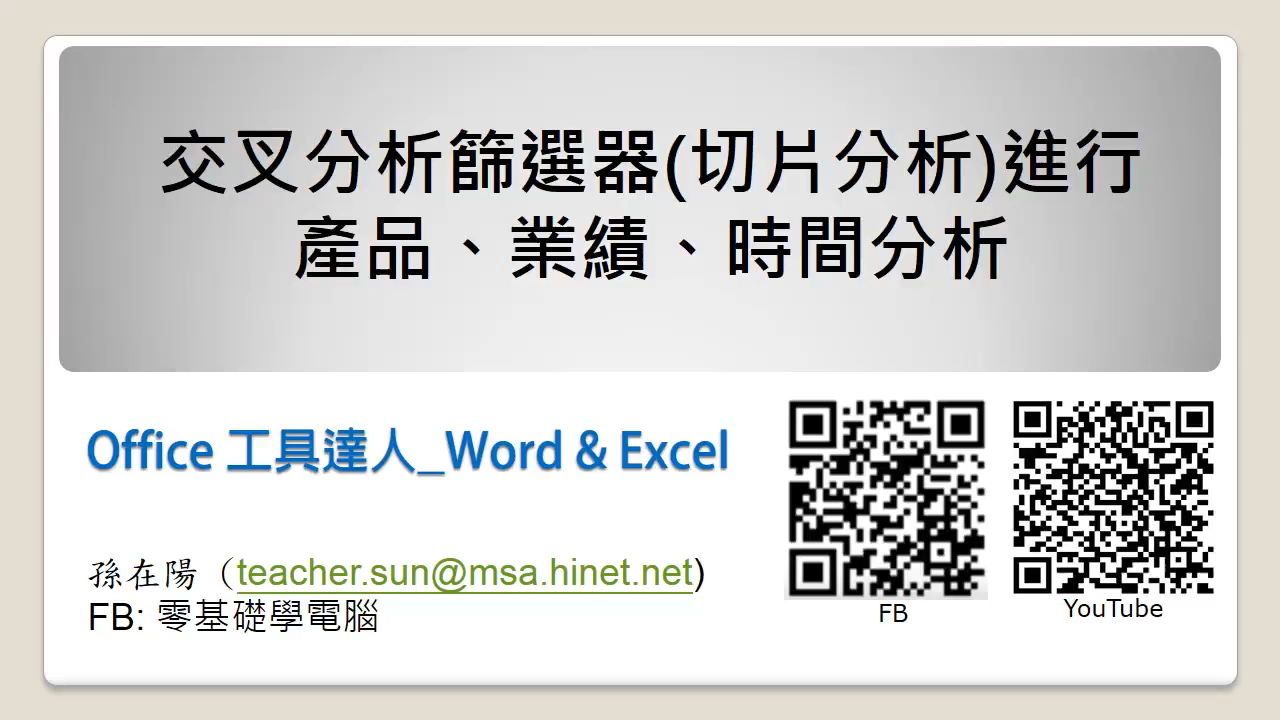 交叉分析篩選器(切片分析)進行
產品、業績、時間分析
Office 工具達人_Word & Excel
孫在陽（teacher.sun@msa.hinet.net)
FB: 零基礎學電腦
FB
YouTube